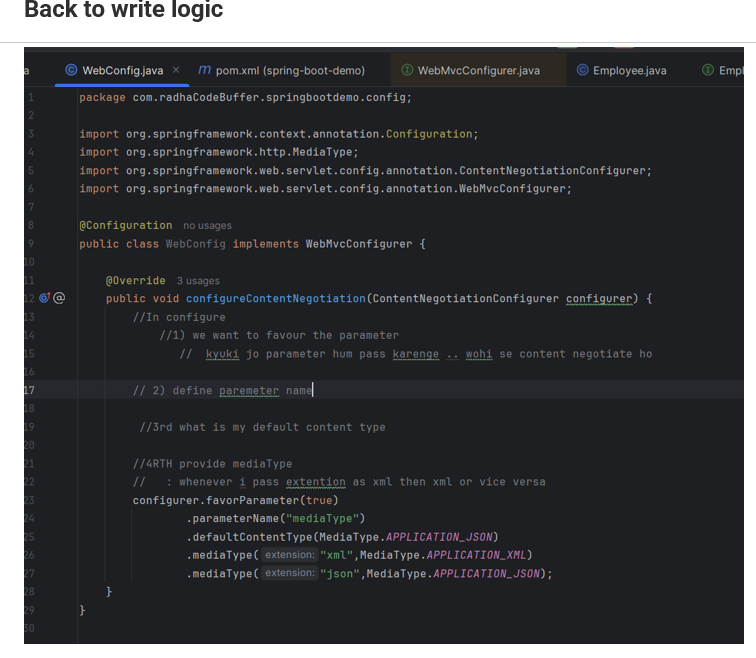 Back to write logic
a WebConfig.java × m pom.xml (spring-boot-demo) WebMvcConfigurer.java Employee.java Empl
1 package com.radhaCodeBuffer.springbootdemo.config;
2
3 import org.springframework.context.annotation.Configuration;
4 import org.springframework.http.MediaType;
5 import org.springframework.web.servlet.config.annotation.ContentNegotiationConfigurer;
6 import org.springframework.web.servlet.config.annotation.WebMvcConfigurer;
7
8 @Configuration no usages
9 public class WebConfig implements WebMvcConfigurer {
10
11 @Override 3 usages
12 @ public void configureContentNegotiation(ContentNegotiationConfigurer configurer) {
13 //In configure
14 //1) we want to favour the parameter
15 // kyuki jo parameter hum pass karenge .. wohi se content negotiate ho
16
17 // 2) define paremeter name
18
19 //3rd what is my default content type
20
21 //4RTH provide mediaType
22 // : whenever i pass extention as xml then xml or vice versa
23 configurer.favorParameter(true)
24 .parameterName("mediaType")
25 .defaultContentType(MediaType.APPLICATION_JSON)
26 .mediaType( extension: "xml",MediaType.APPLICATION_XML)
27 .mediaType( extension: "json",MediaType.APPLICATION_JSON);
28 }
29 }
30